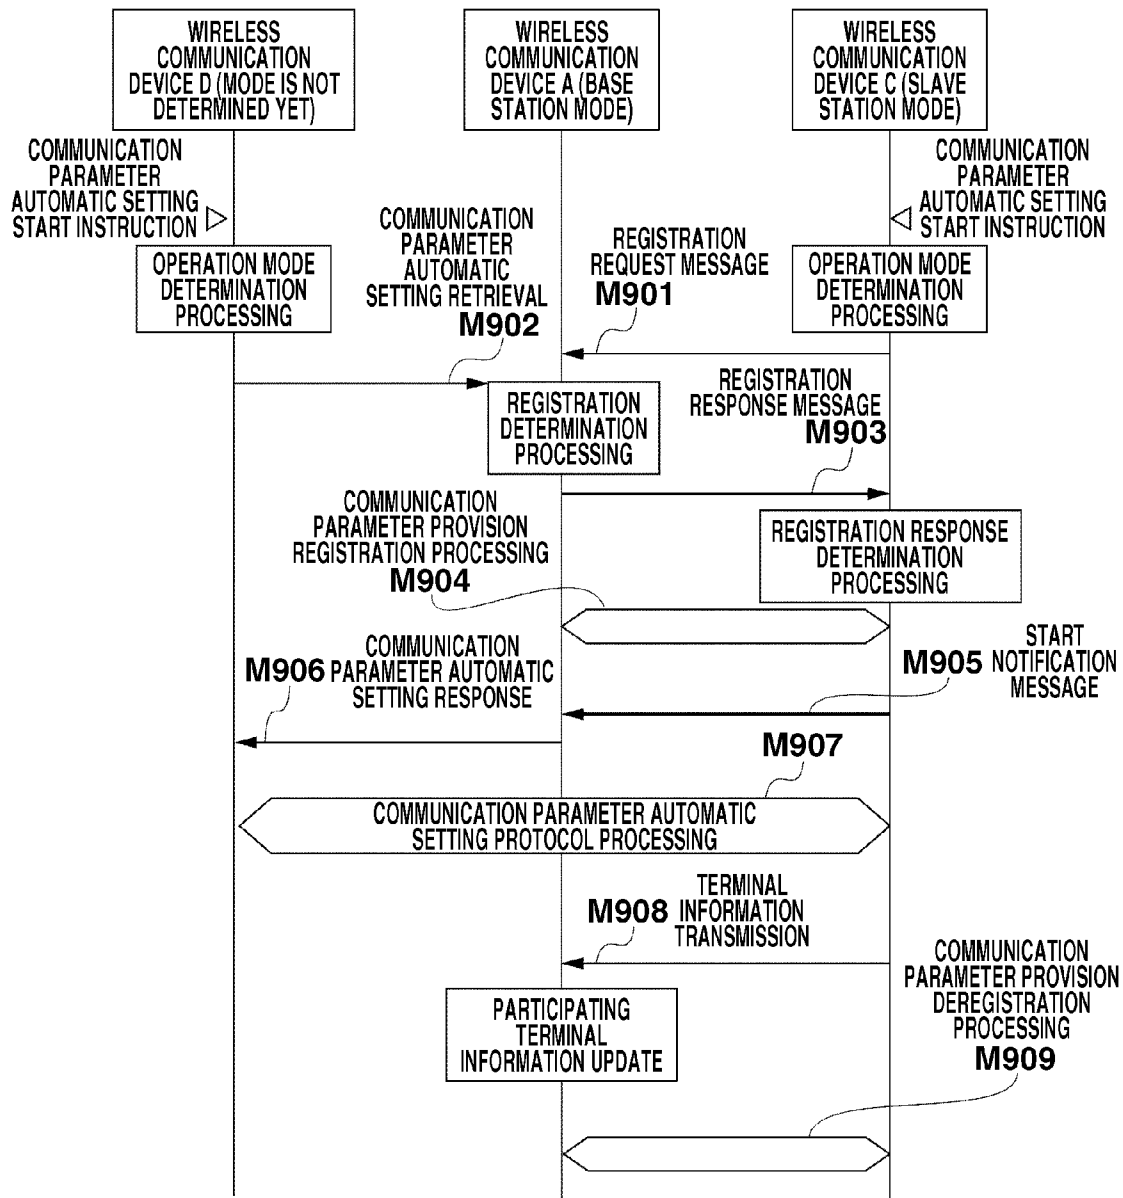 WIRELESS
COMMUNICATION
DEVICE D (MODE IS NOT
DETERMINED YET)
WIRELESS
COMMUNICATION
DEVICE A (BASE
STATION MODE)
WIRELESS
COMMUNICATION
DEVICE C (SLAVE
STATION MODE)
COMMUNICATION
PARAMETER
AUTOMATIC SETTING
START INSTRUCTION
COMMUNICATION
PARAMETER
AUTOMATIC SETTING
START INSTRUCTION
OPERATION MODE
DETERMINATION
PROCESSING
COMMUNICATION
PARAMETER
AUTOMATIC
SETTING RETRIEVAL
M902
REGISTRATION
REQUEST MESSAGE
M901
OPERATION MODE
DETERMINATION
PROCESSING
REGISTRATION
DETERMINATION
PROCESSING
REGISTRATION
RESPONSE MESSAGE
M903
COMMUNICATION
PARAMETER PROVISION
REGISTRATION PROCESSING
M904
REGISTRATION RESPONSE
DETERMINATION
PROCESSING
START
M905 NOTIFICATION
MESSAGE
COMMUNICATION
M906 PARAMETER AUTOMATIC
SETTING RESPONSE
M907
COMMUNICATION PARAMETER AUTOMATIC
SETTING PROTOCOL PROCESSING
TERMINAL
M908 INFORMATION
TRANSMISSION
PARTICIPATING
TERMINAL
INFORMATION UPDATE
COMMUNICATION
PARAMETER PROVISION
DEREGISTRATION
PROCESSING
M909